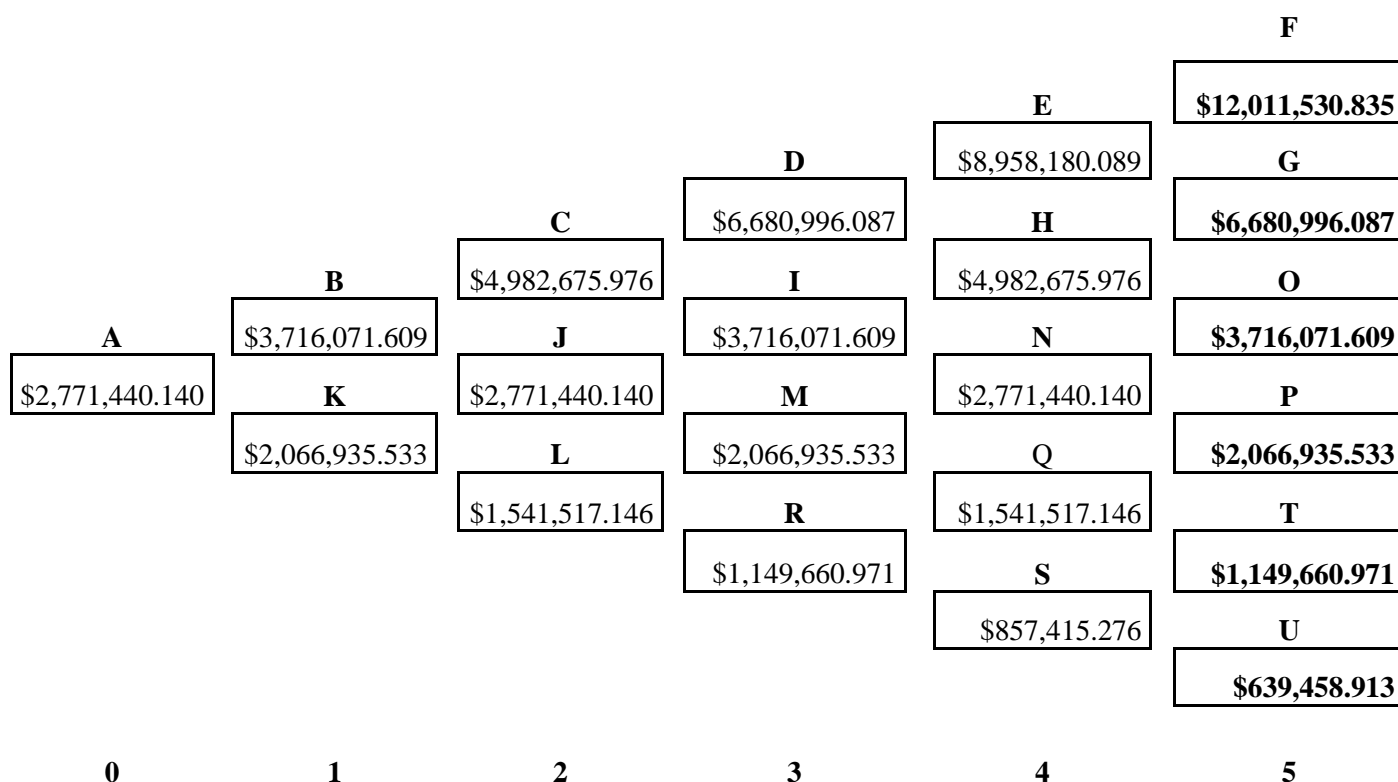 F
E $12,011,530.835
D $8,958,180.089 G
C $6,680,996.087 H $6,680,996.087
B $4,982,675.976 I $4,982,675.976 O
A $3,716,071.609 J $3,716,071.609 N $3,716,071.609
$2,771,440.140 K $2,771,440.140 M $2,771,440.140 P
$2,066,935.533 L $2,066,935.533 Q $2,066,935.533
$1,541,517.146 R $1,541,517.146 T
$1,149,660.971 S $1,149,660.971
$857,415.276 U
$639,458.913
0 1 2 3 4 5